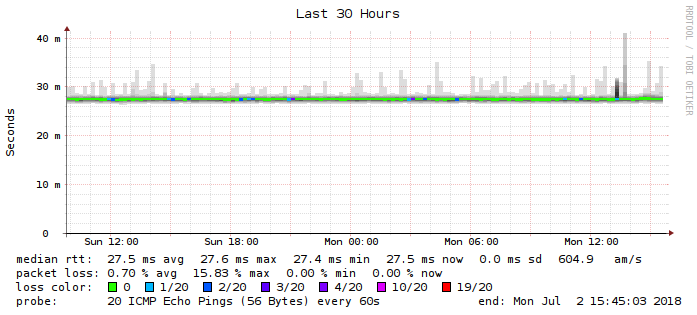 Last 30 Hours
RRDTOOL / TOBI OETIKER
Seconds
40 m
30 m
20 m
10 m
0
Sun 12:00 Sun 18:00 Mon 00:00 Mon 06:00 Mon 12:00
median rtt: 27.5 ms avg 27.6 ms max 27.4 ms min 27.5 ms now 0.0 ms sd 604.9 am/s
packet loss: 0.70 % avg 15.83 % max 0.00 % min 0.00 % now
loss color: 0 1/20 2/20 3/20 4/20 10/20 19/20
probe: 20 ICMP Echo Pings (56 Bytes) every 60s end: Mon Jul 2 15:45:03 2018